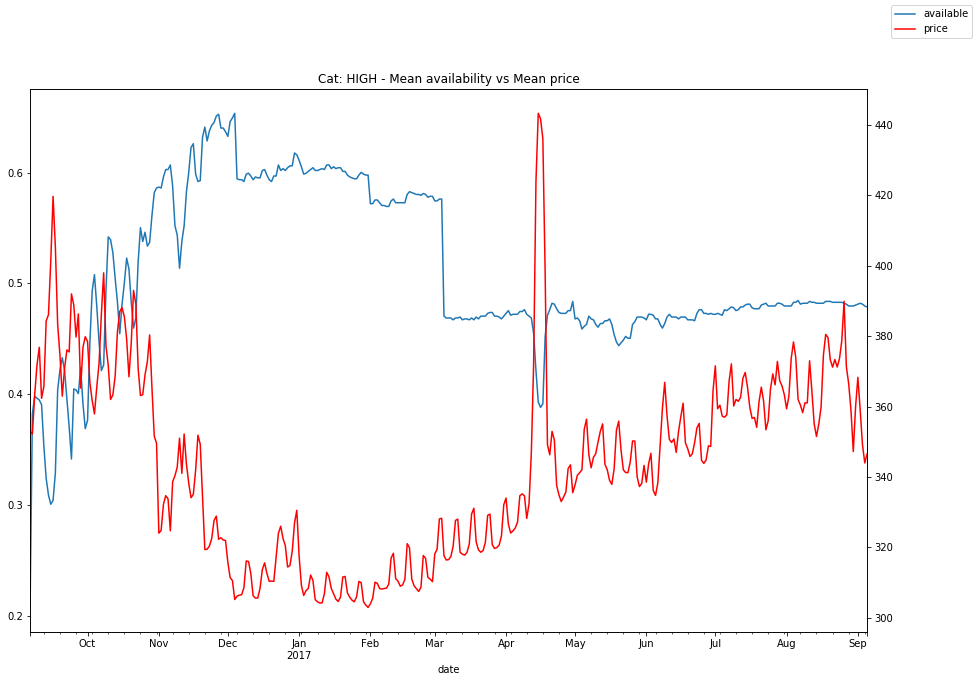 available
price
Cat: HIGH - Mean availability vs Mean price
0.6
0.5
0.4
0.3
0.2
440
420
400
380
360
340
320
300
Oct Nov Dec Jan Feb Mar Apr May Jun Jul Aug Sep
2017
date